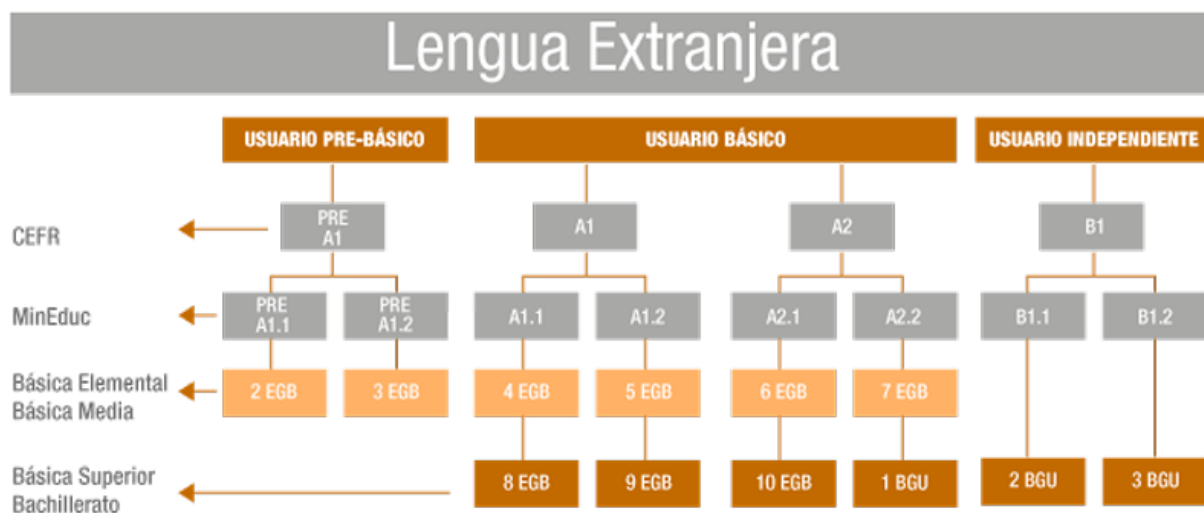 Lengua Extranjera
USUARIO PRE-BÁSICO USUARIO BÁSICO USUARIO INDEPENDIENTE
CEFR
PRE
A1
A1
A2
B1
MinEduc
PRE
A1.1
PRE
A1.2
A1.1
A1.2
A2.1
A2.2
B1.1
B1.2
Básica Elemental
Básica Media
2 EGB
3 EGB
4 EGB
5 EGB
6 EGB
7 EGB
Básica Superior
Bachillerato
8 EGB
9 EGB
10 EGB
1 BGU
2 BGU
3 BGU